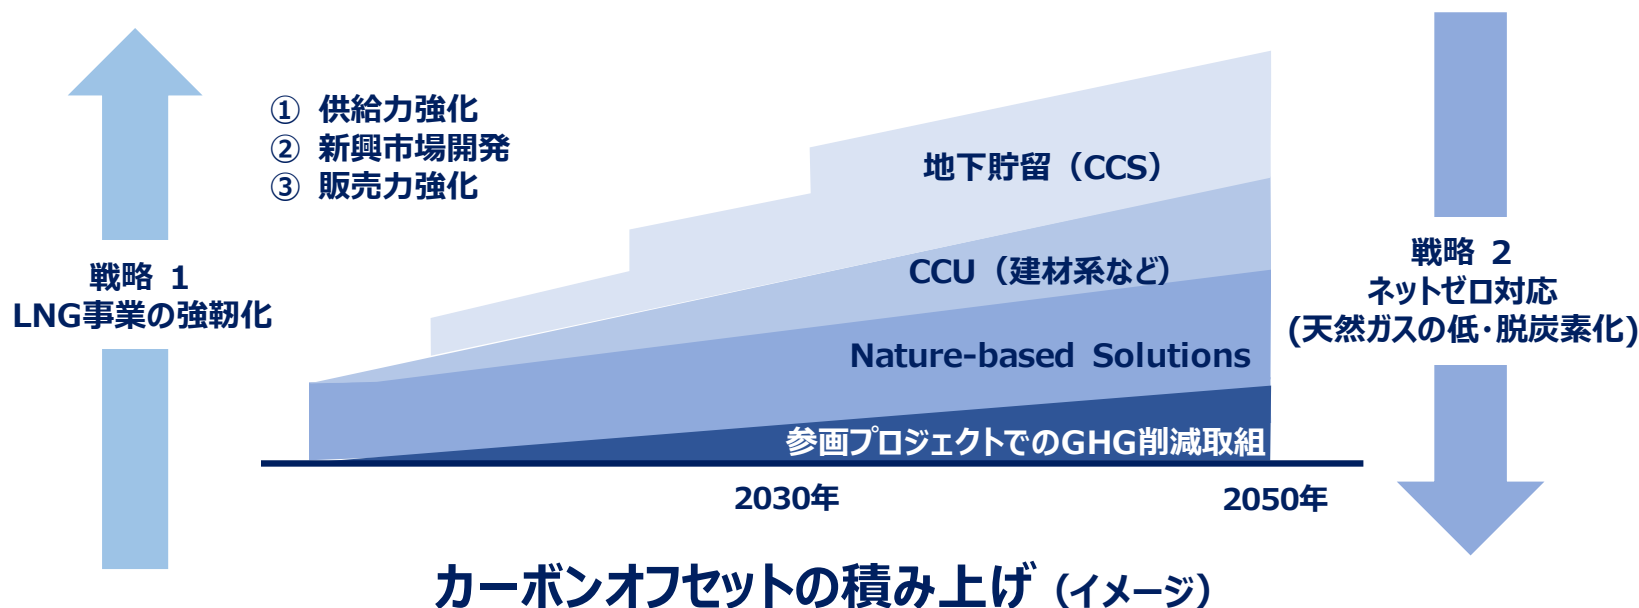 ① 供給力強化
② 新興市場開発
③ 販売力強化
戦略 1
LNG事業の強靭化
地下貯留（CCS）
CCU（建材系など）
Nature-based Solutions
参画プロジェクトでのGHG削減取組
2030年
2050年
戦略 2
ネットゼロ対応
(天然ガスの低・脱炭素化)
カーボンオフセットの積み上げ（イメージ）